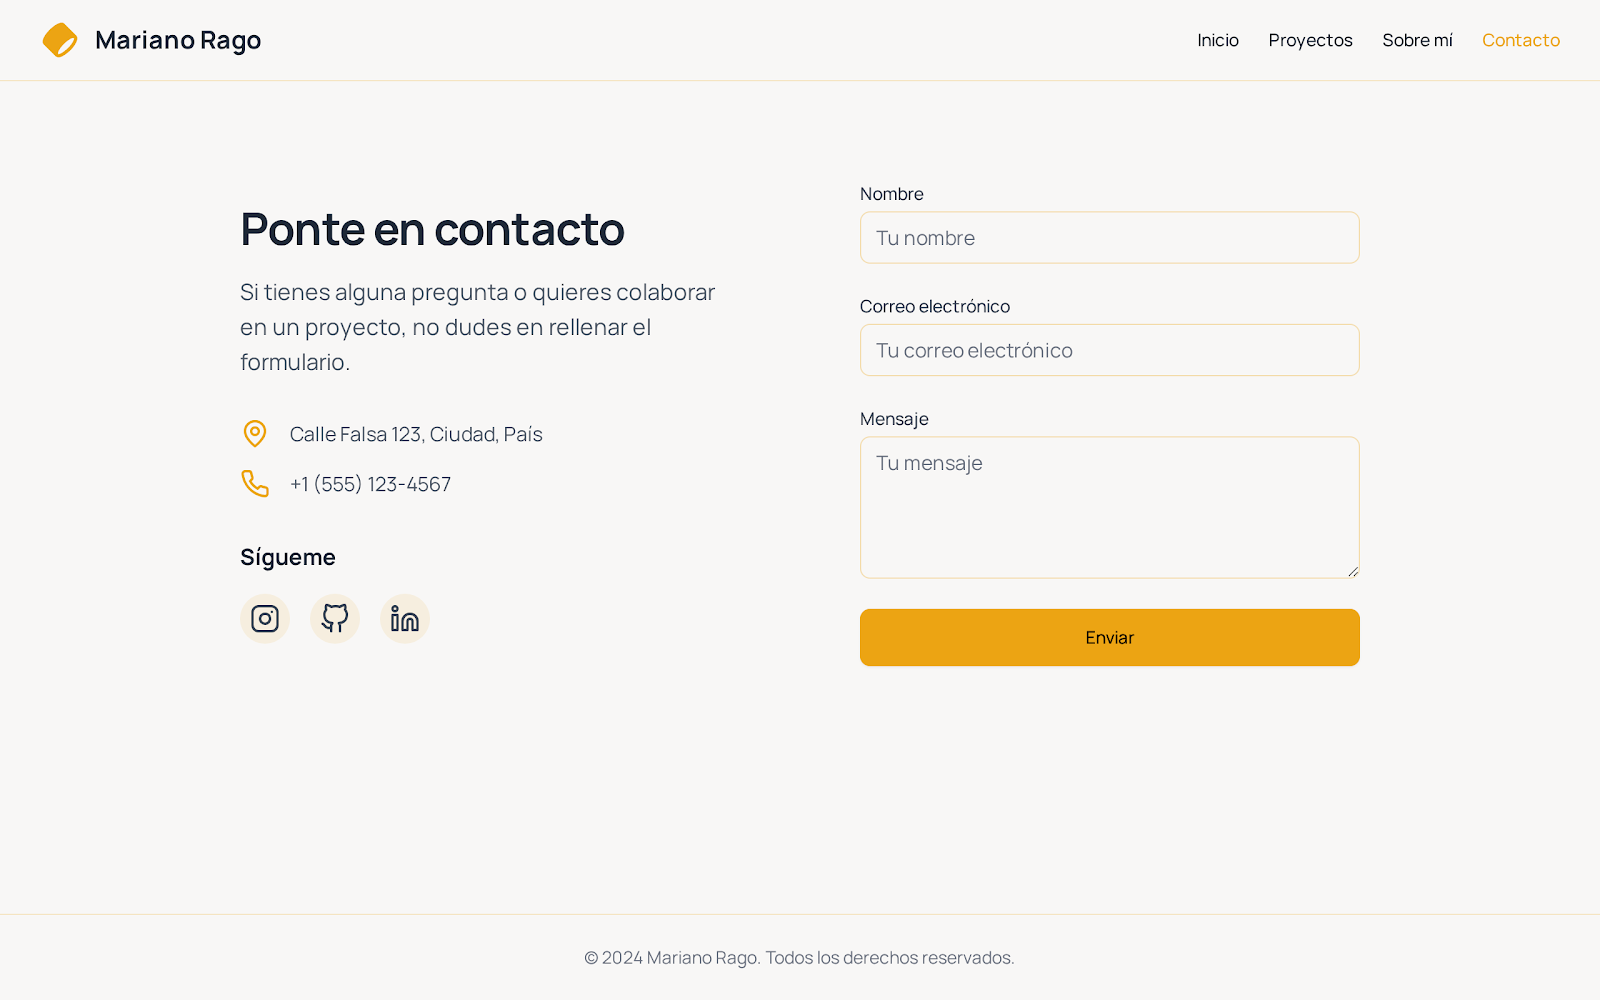 Mariano Rago
Inicio
Proyectos
Sobre mí
Contacto
Ponte en contacto
Si tienes alguna pregunta o quieres colaborar
en un proyecto, no dudes en rellenar el
formulario.
Calle Falsa 123, Ciudad, País
+1 (555) 123-4567
Sígueme
Nombre
Tu nombre
Correo electrónico
Tu correo electrónico
Mensaje
Tu mensaje
Enviar
© 2024 Mariano Rago. Todos los derechos reservados.